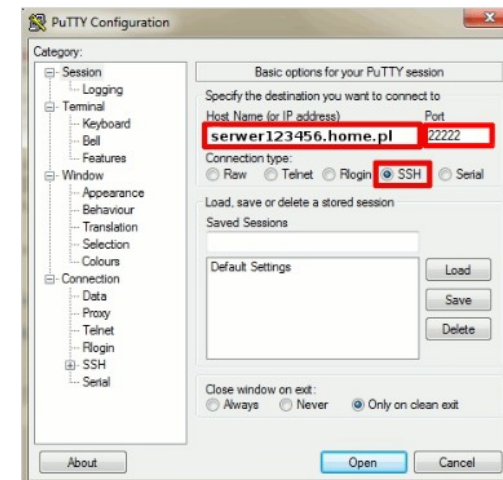 PuTTY Configuration
Category:
Session
Logging
Terminal
Keyboard
Bell
Features
Window
Appearance
Behaviour
Translation
Selection
Colours
Connection
Data
Proxy
Telnet
Rlogin
SSH
Serial
Basic options for your PuTTY session
Specify the destination you want to connect to
Host Name (or IP address) Port
serwer123456.home.pl 22222
Connection type:
Raw Telnet Rlogin SSH Serial
Load, save or delete a stored session
Saved Sessions
Default Settings
Load
Save
Delete
Close window on exit:
Always Never Only on clean exit
About Open Cancel